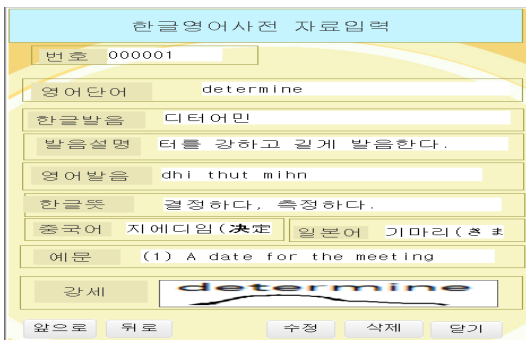 한글영어사전 자료입력
번호 000001
영어단어 determine
한글발음 디터어민
발음설명 터를 강하고 길게 발음한다.
영어발음 dhi thut mihn
한글뜻 결정하다, 측정하다.
중국어 지에디임(决定 일본어 기마리(きま
예문 (1) A date for the meeting
강세 determine
앞으로 뒤로 수정 삭제 닫기